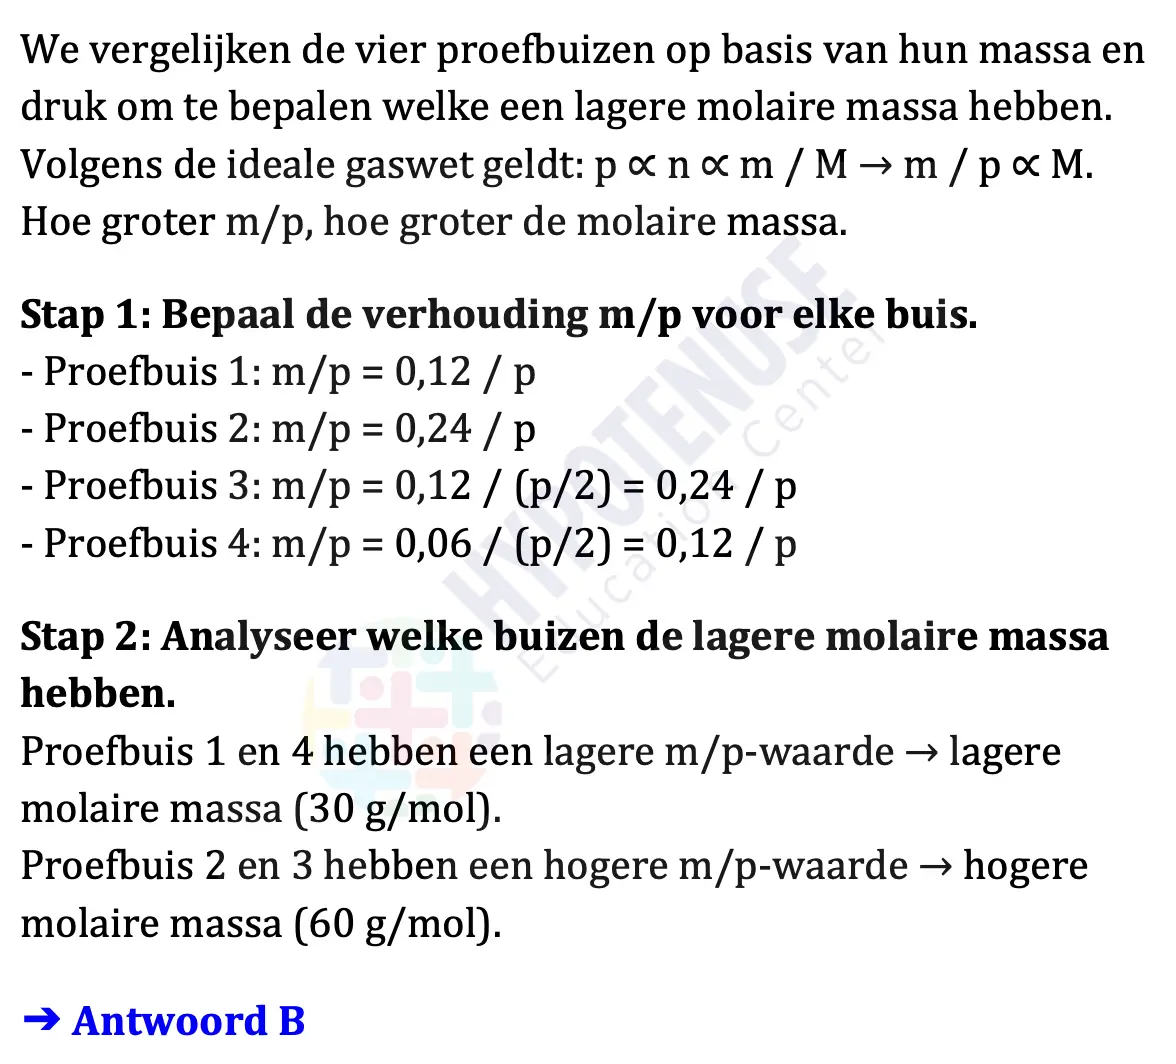 We vergelijken de vier proefbuizen op basis van hun massa en
druk om te bepalen welke een lagere molaire massa hebben.
Volgens de ideale gaswet geldt: p ∝ n ∝ m / M → m / p ∝ M.
Hoe groter m/p, hoe groter de molaire massa.
Stap 1: Bepaal de verhouding m/p voor elke buis.
- Proefbuis 1: m/p = 0,12 / p
- Proefbuis 2: m/p = 0,24 / p
- Proefbuis 3: m/p = 0,12 / (p/2) = 0,24 / p
- Proefbuis 4: m/p = 0,06 / (p/2) = 0,12 / p
Stap 2: Analyseer welke buizen de lagere molaire massa
hebben.
Proefbuis 1 en 4 hebben een lagere m/p-waarde → lagere
molaire massa (30 g/mol).
Proefbuis 2 en 3 hebben een hogere m/p-waarde → hogere
molaire massa (60 g/mol).
➔ Antwoord B
HYPOTENUSE
Education Center